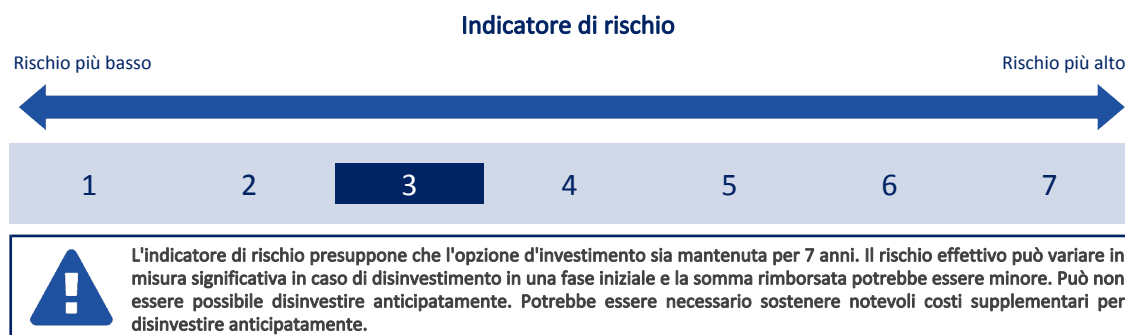 Indicatore di rischio
Rischio più basso
Rischio più alto
1 2 3 4 5 6 7
L'indicatore di rischio presuppone che l'opzione d'investimento sia mantenuta per 7 anni. Il rischio effettivo può variare in
misura significativa in caso di disinvestimento in una fase iniziale e la somma rimborsata potrebbe essere minore. Può non
essere possibile disinvestire anticipatamente. Potrebbe essere necessario sostenere notevoli costi supplementari per
disinvestire anticipatamente.